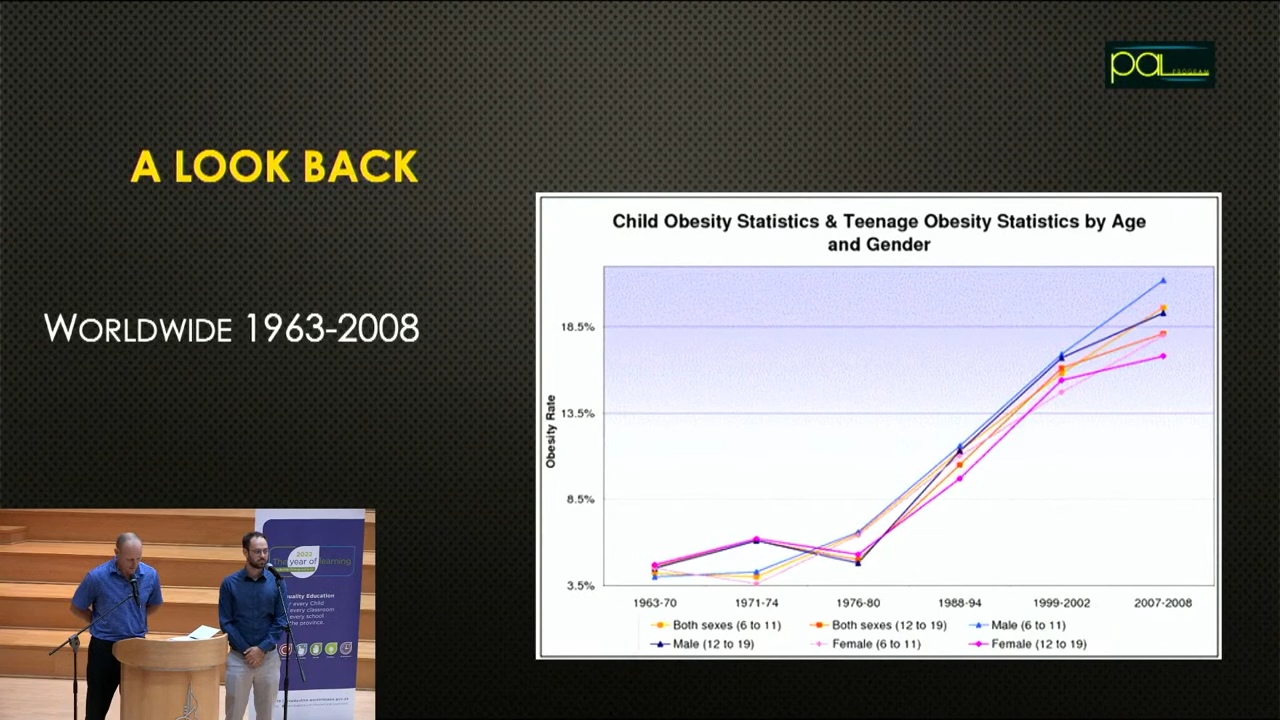 pal PROGRAM
A LOOK BACK
WORLDWIDE 1963-2008
Child Obesity Statistics & Teenage Obesity Statistics by Age
and Gender
Obesity Rate
18.5%
13.5%
8.5%
3.5%
1963-70 1971-74 1976-80 1988-94 1999-2002 2007-2008
Both sexes (6 to 11) Both sexes (12 to 19) Male (6 to 11)
Male (12 to 19) Female (6 to 11) Female (12 to 19)
2022
The year of learning
uality Education
every Child
every classroom
every school
the province.